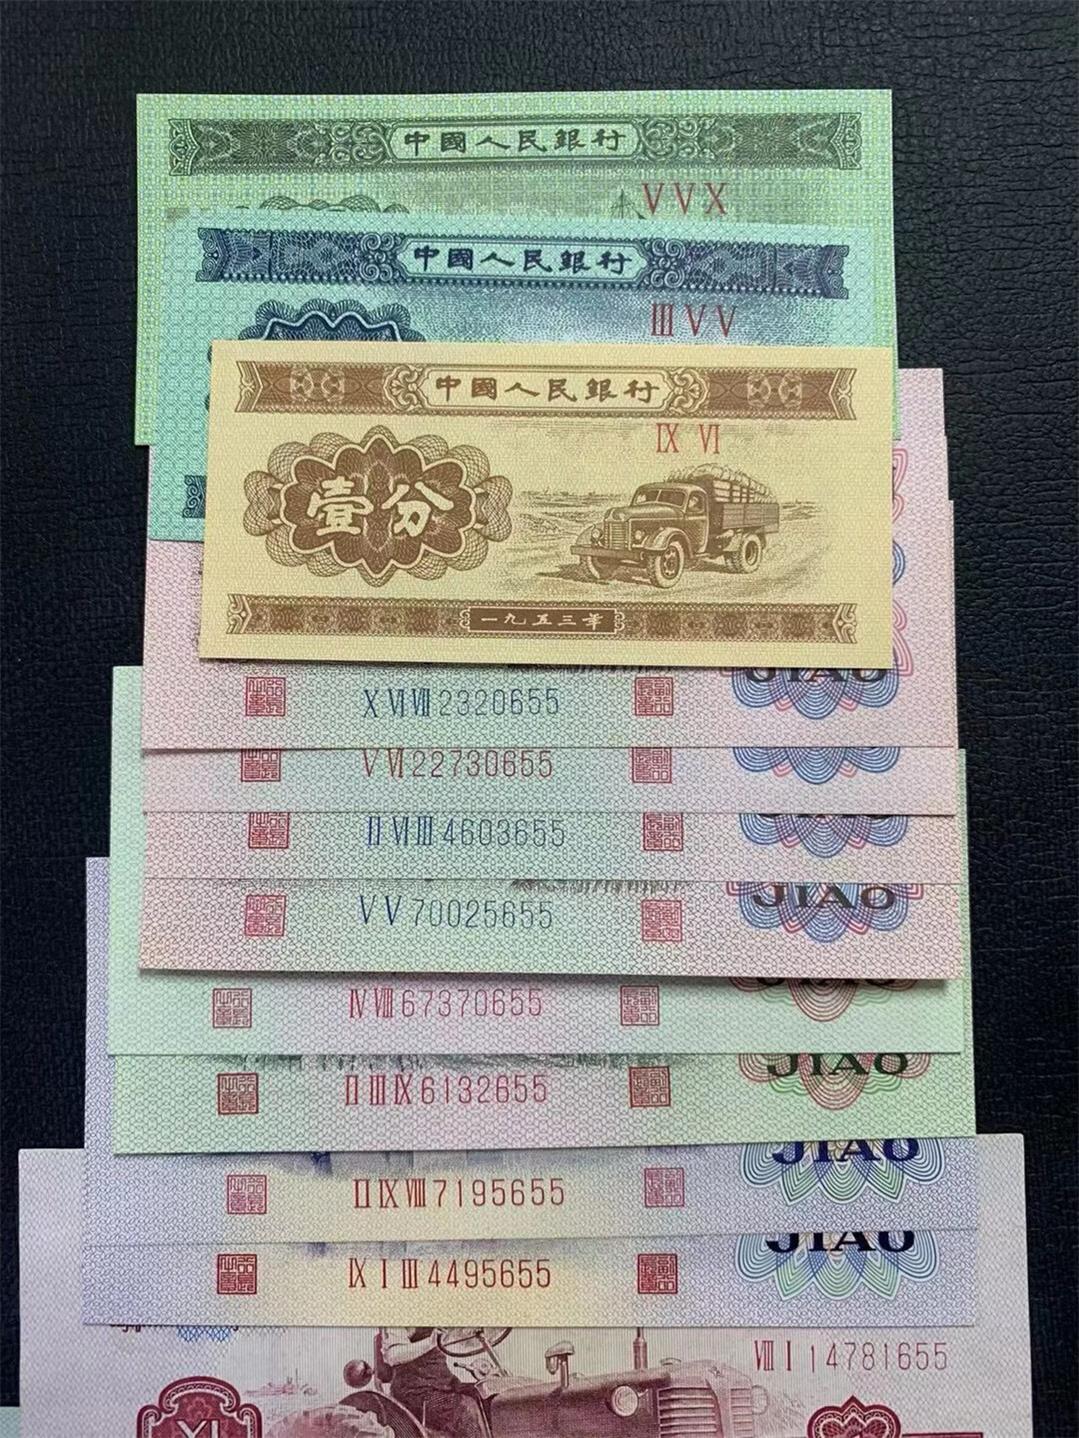 中國人民銀行
V V X
中國人民銀行
III V V
中國人民銀行
IX VI
壹分
一九五三年
JIAO
X VI VII 2320655
V VI 22730655
II VI III 4603655
JIAO
V V 70025655
JIAO
IV VIII 67370655
JIAO
II III IX 6132655
JIAO
II IX VIII 7195655
JIAO
IX I III 4495655
VIII I 14781655
YI